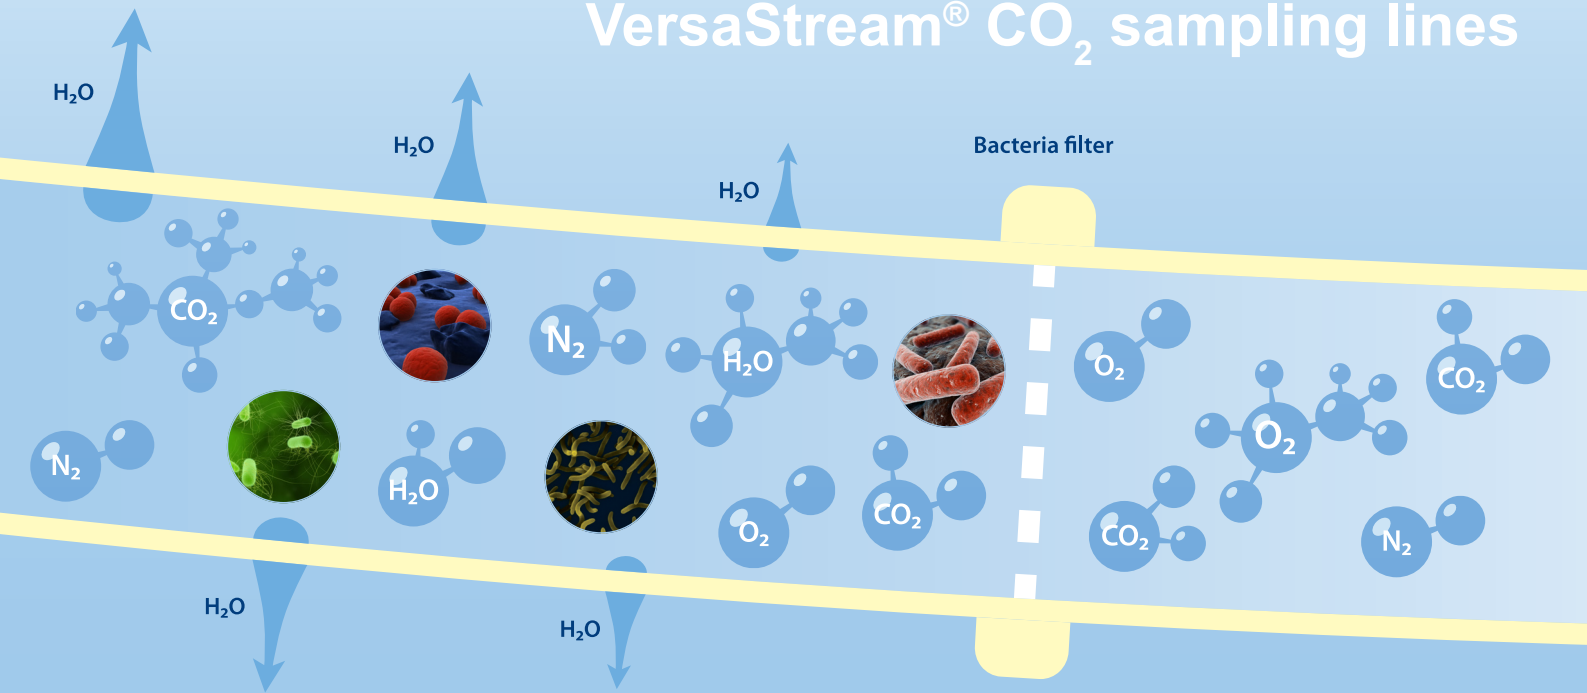 VersaStream® CO₂ sampling lines
H₂O
H₂O
Bacteria filter
H₂O
CO₂
N₂
H₂O
O₂
CO₂
O₂
N₂
H₂O
O₂
CO₂
CO₂
N₂
H₂O
H₂O